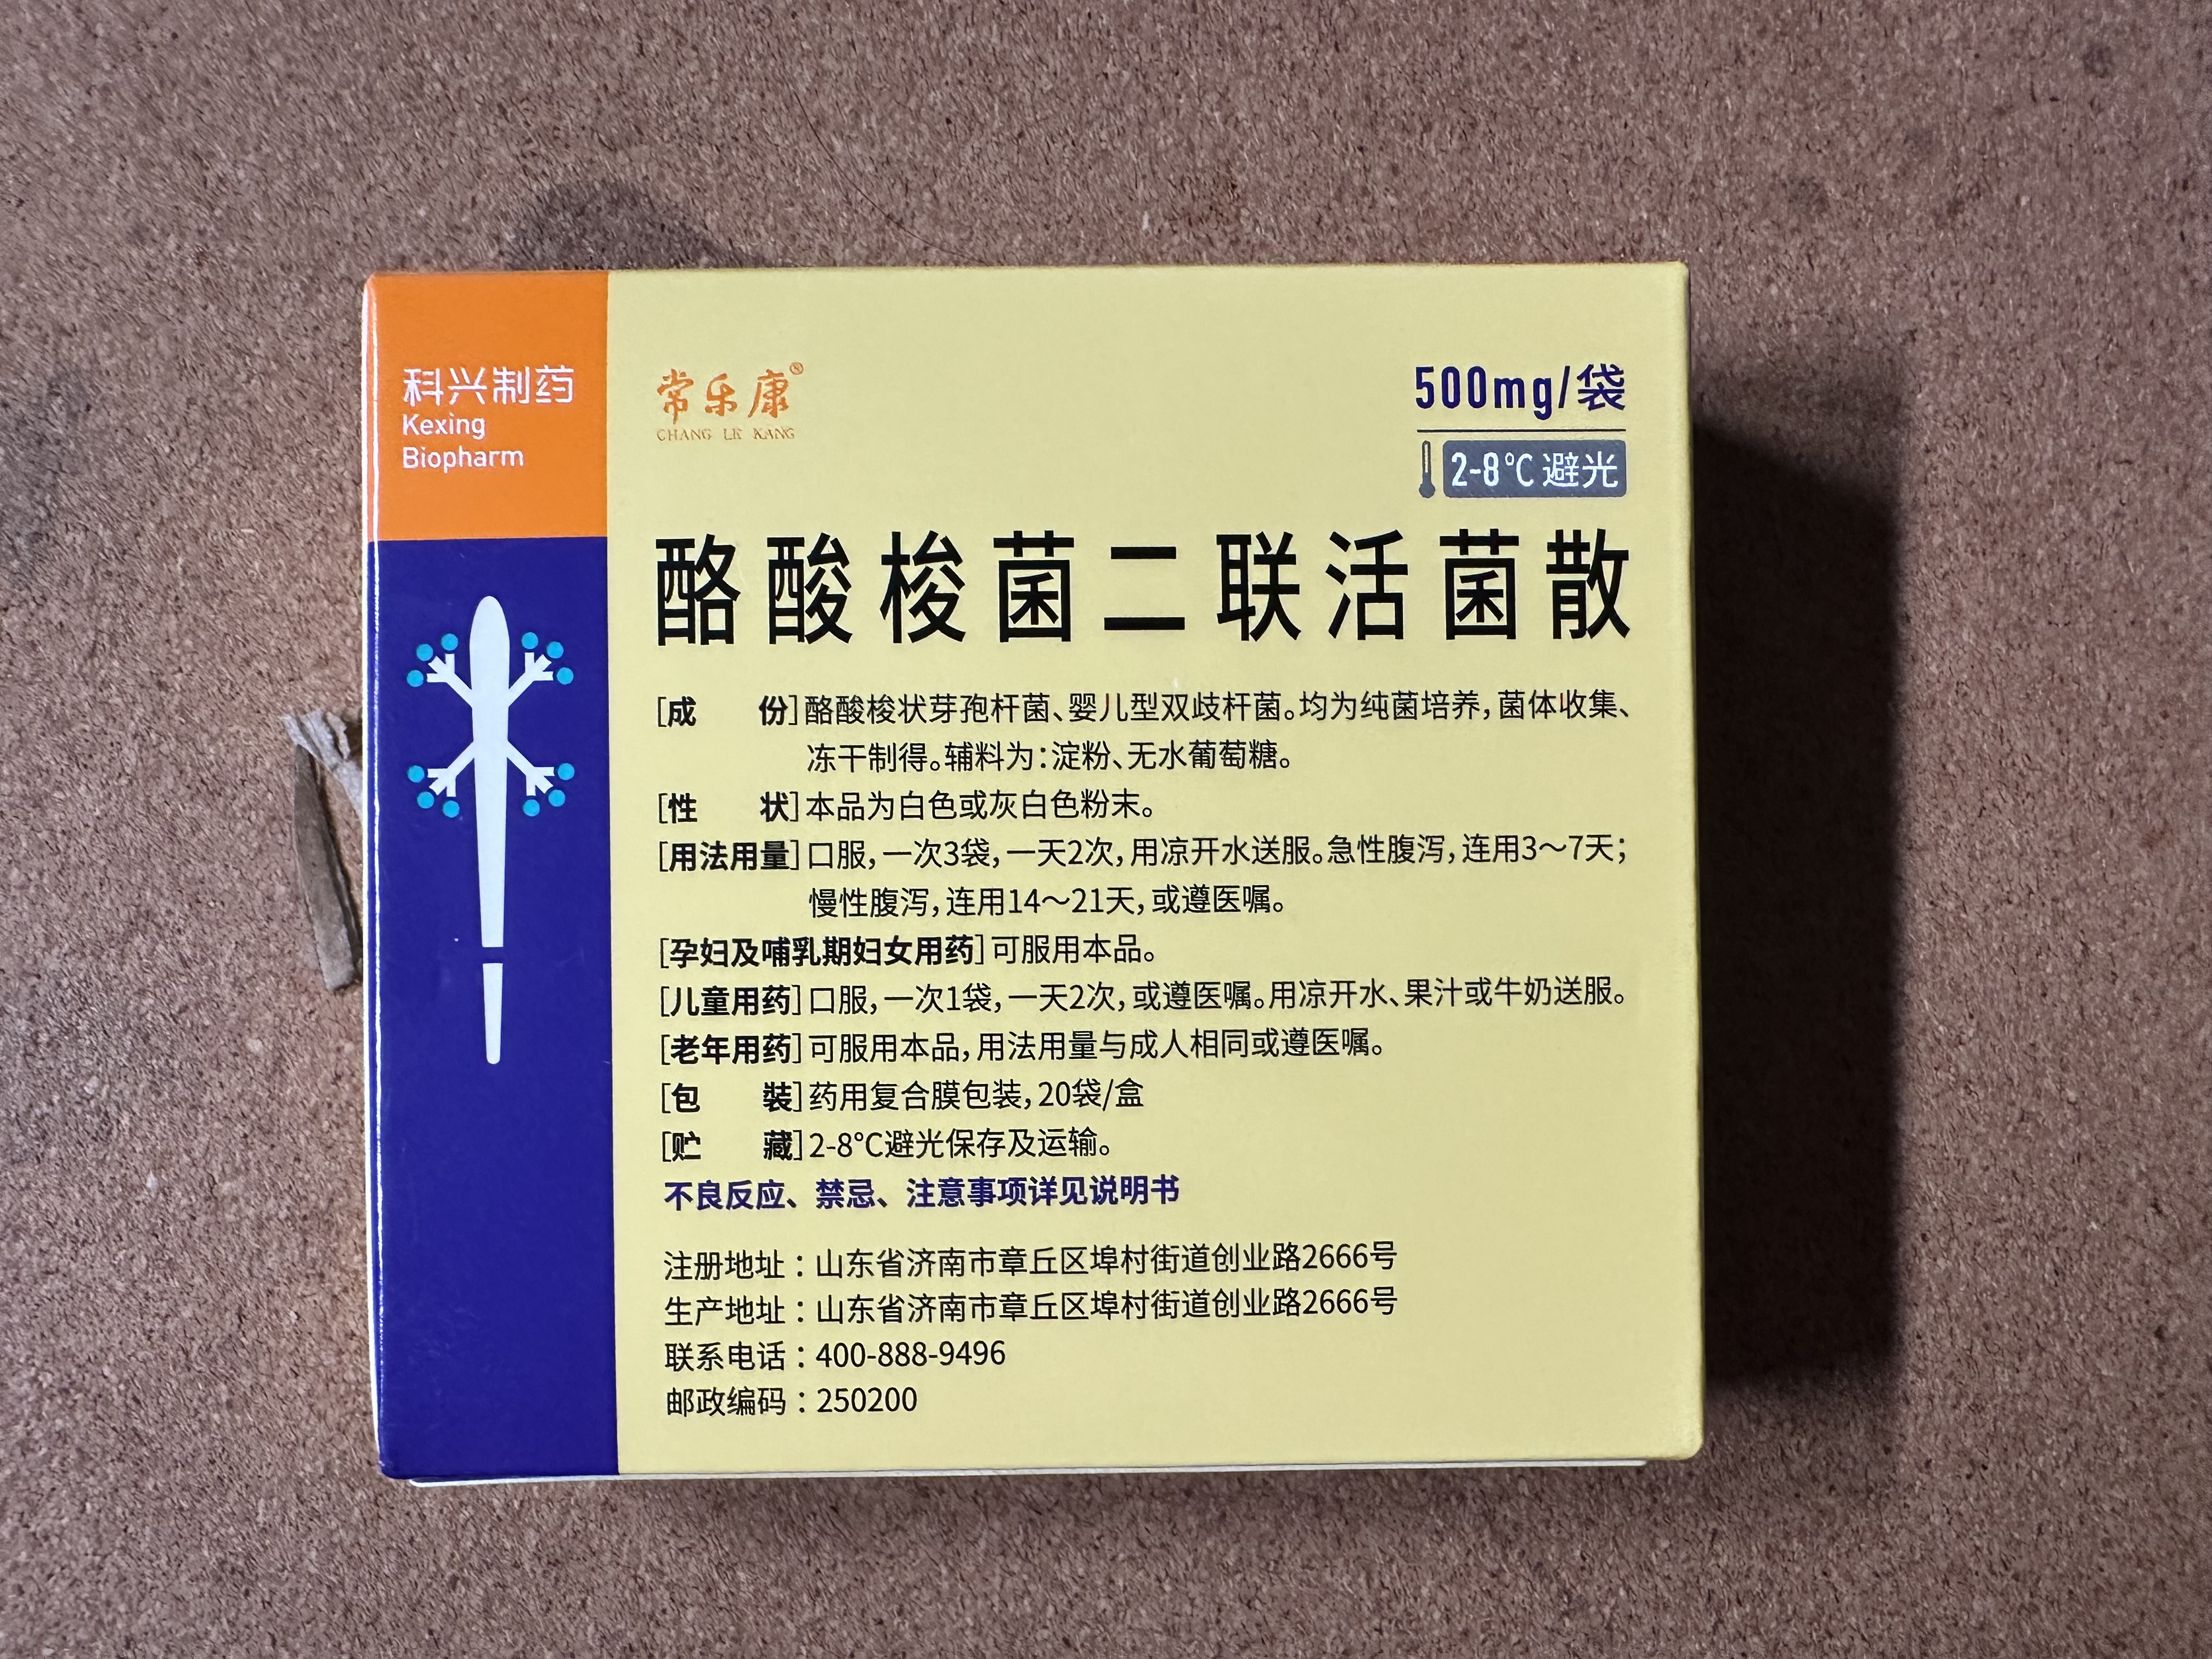 科兴制药
Kexing
Biopharm
常乐康®
CHANG LE KANG
500mg/袋
2-8℃ 避光
酪酸梭菌二联活菌散
[成 份]酪酸梭状芽孢杆菌、婴儿型双歧杆菌。均为纯菌培养，菌体收集、
冻干制得。辅料为：淀粉、无水葡萄糖。
[性 状]本品为白色或灰白色粉末。
[用法用量]口服，一次3袋，一天2次，用凉开水送服。急性腹泻，连用3～7天；
慢性腹泻，连用14～21天，或遵医嘱。
[孕妇及哺乳期妇女用药]可服用本品。
[儿童用药]口服，一次1袋，一天2次，或遵医嘱。用凉开水、果汁或牛奶送服。
[老年用药]可服用本品，用法用量与成人相同或遵医嘱。
[包 装]药用复合膜包装，20袋/盒
[贮 藏]2-8℃避光保存及运输。
不良反应、禁忌、注意事项详见说明书
注册地址：山东省济南市章丘区埠村街道创业路2666号
生产地址：山东省济南市章丘区埠村街道创业路2666号
联系电话：400-888-9496
邮政编码：250200